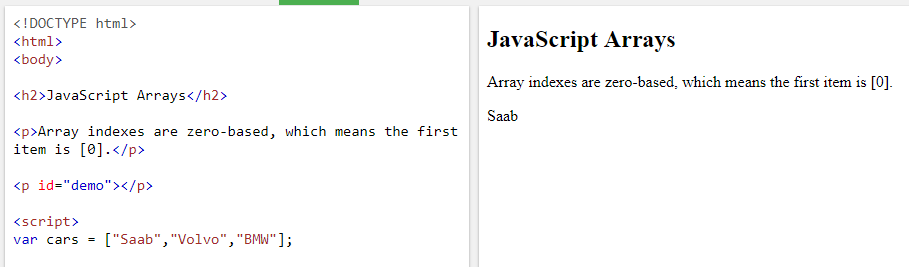 <!DOCTYPE html>
<html>
<body>
<h2>JavaScript Arrays</h2>
<p>Array indexes are zero-based, which means the first
item is [0].</p>
<p id="demo"></p>
<script>
var cars = ["Saab","Volvo","BMW"];
JavaScript Arrays
Array indexes are zero-based, which means the first item is [0].
Saab